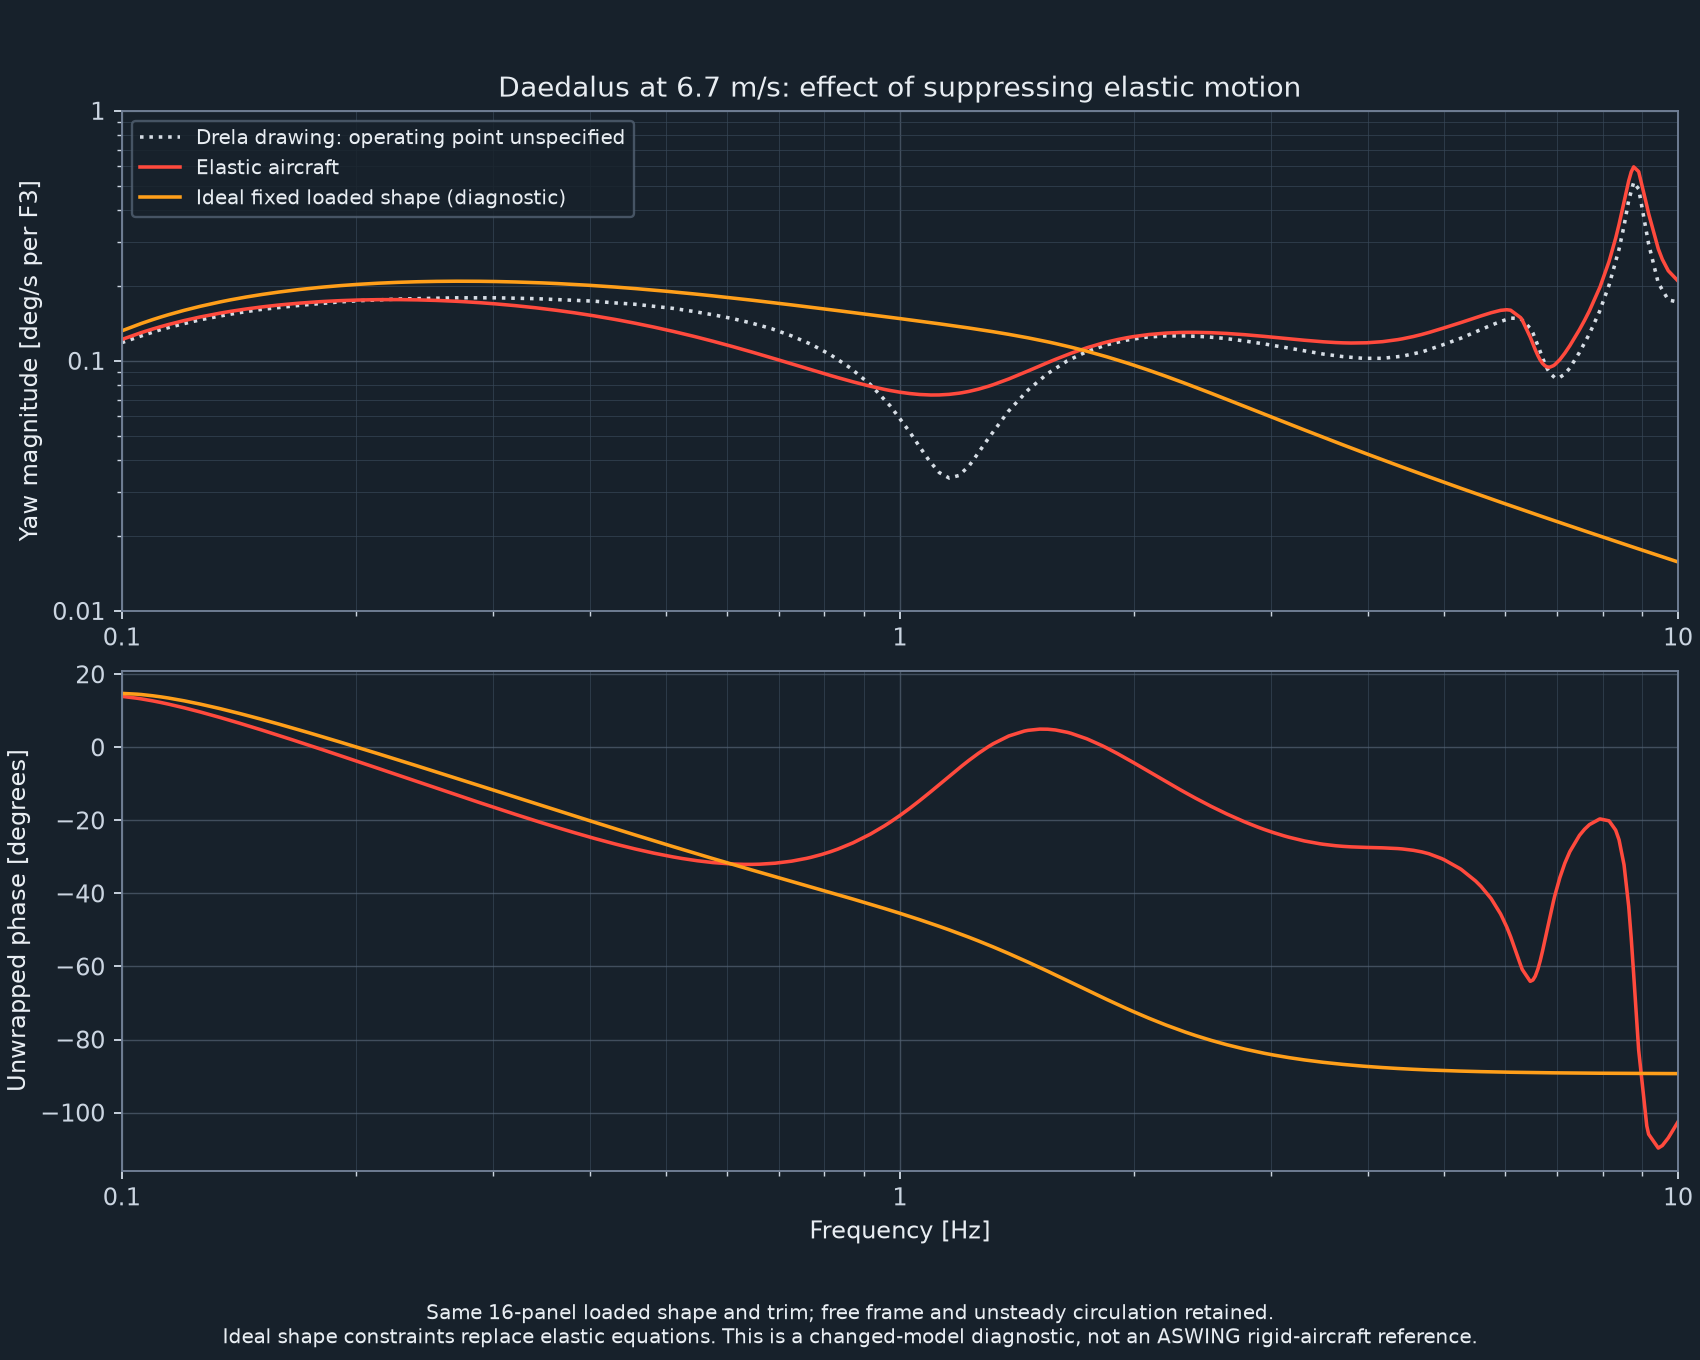 Daedalus at 6.7 m/s: effect of suppressing elastic motion
1
0.1
0.01
Yaw magnitude [deg/s per F3]
Drela drawing: operating point unspecified
Elastic aircraft
Ideal fixed loaded shape (diagnostic)
0.1
1
10
20
0
−20
−40
−60
−80
−100
Unwrapped phase [degrees]
0.1
1
10
Frequency [Hz]
Same 16-panel loaded shape and trim; free frame and unsteady circulation retained.
Ideal shape constraints replace elastic equations. This is a changed-model diagnostic, not an ASWING rigid-aircraft reference.